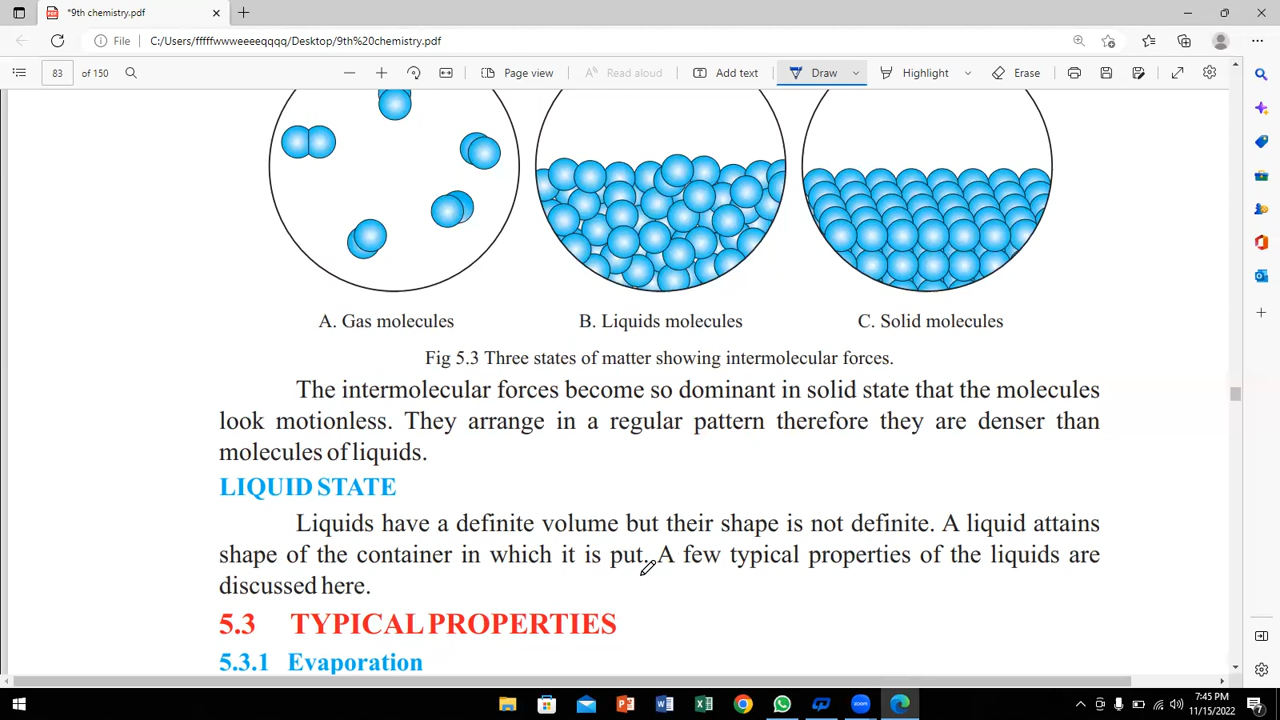 *9th chemistry.pdf
File
C:/Users/fffffwwweeeeqqqq/Desktop/9th%20chemistry.pdf
83 of 150
Page view
Read aloud
Add text
Draw
Highlight
Erase
A. Gas molecules
B. Liquids molecules
C. Solid molecules
Fig 5.3 Three states of matter showing intermolecular forces.
The intermolecular forces become so dominant in solid state that the molecules
look motionless. They arrange in a regular pattern therefore they are denser than
molecules of liquids.
LIQUID STATE
Liquids have a definite volume but their shape is not definite. A liquid attains
shape of the container in which it is put. A few typical properties of the liquids are
discussed here.
5.3 TYPICAL PROPERTIES
5.3.1 Evaporation
zoom
7:45 PM
11/15/2022